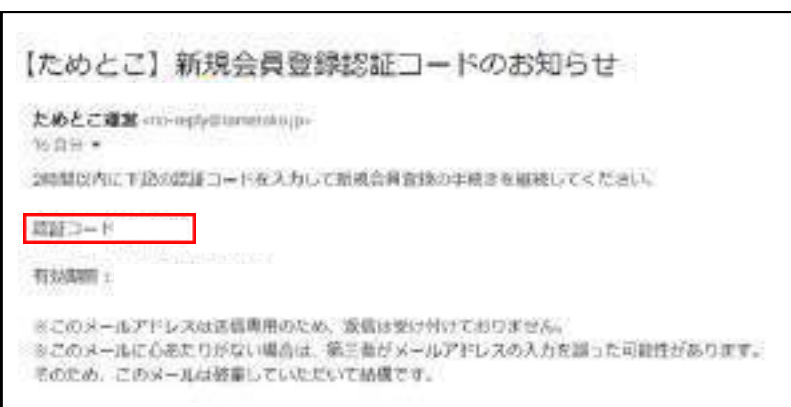 【ためとこ】新規会員登録認証コードのお知らせ
ためとこ運営 <no-reply@tametoko.jp>
To 自分
2時間以内に下記の認証コードを入力して新規会員登録の手続きを継続してください。
認証コード
有効期限：
※このメールアドレスは送信専用のため、返信は受け付けておりません。
※このメールに心あたりがない場合は、第三者がメールアドレスの入力を誤った可能性があります。
そのため、このメールは破棄していただいて結構です。